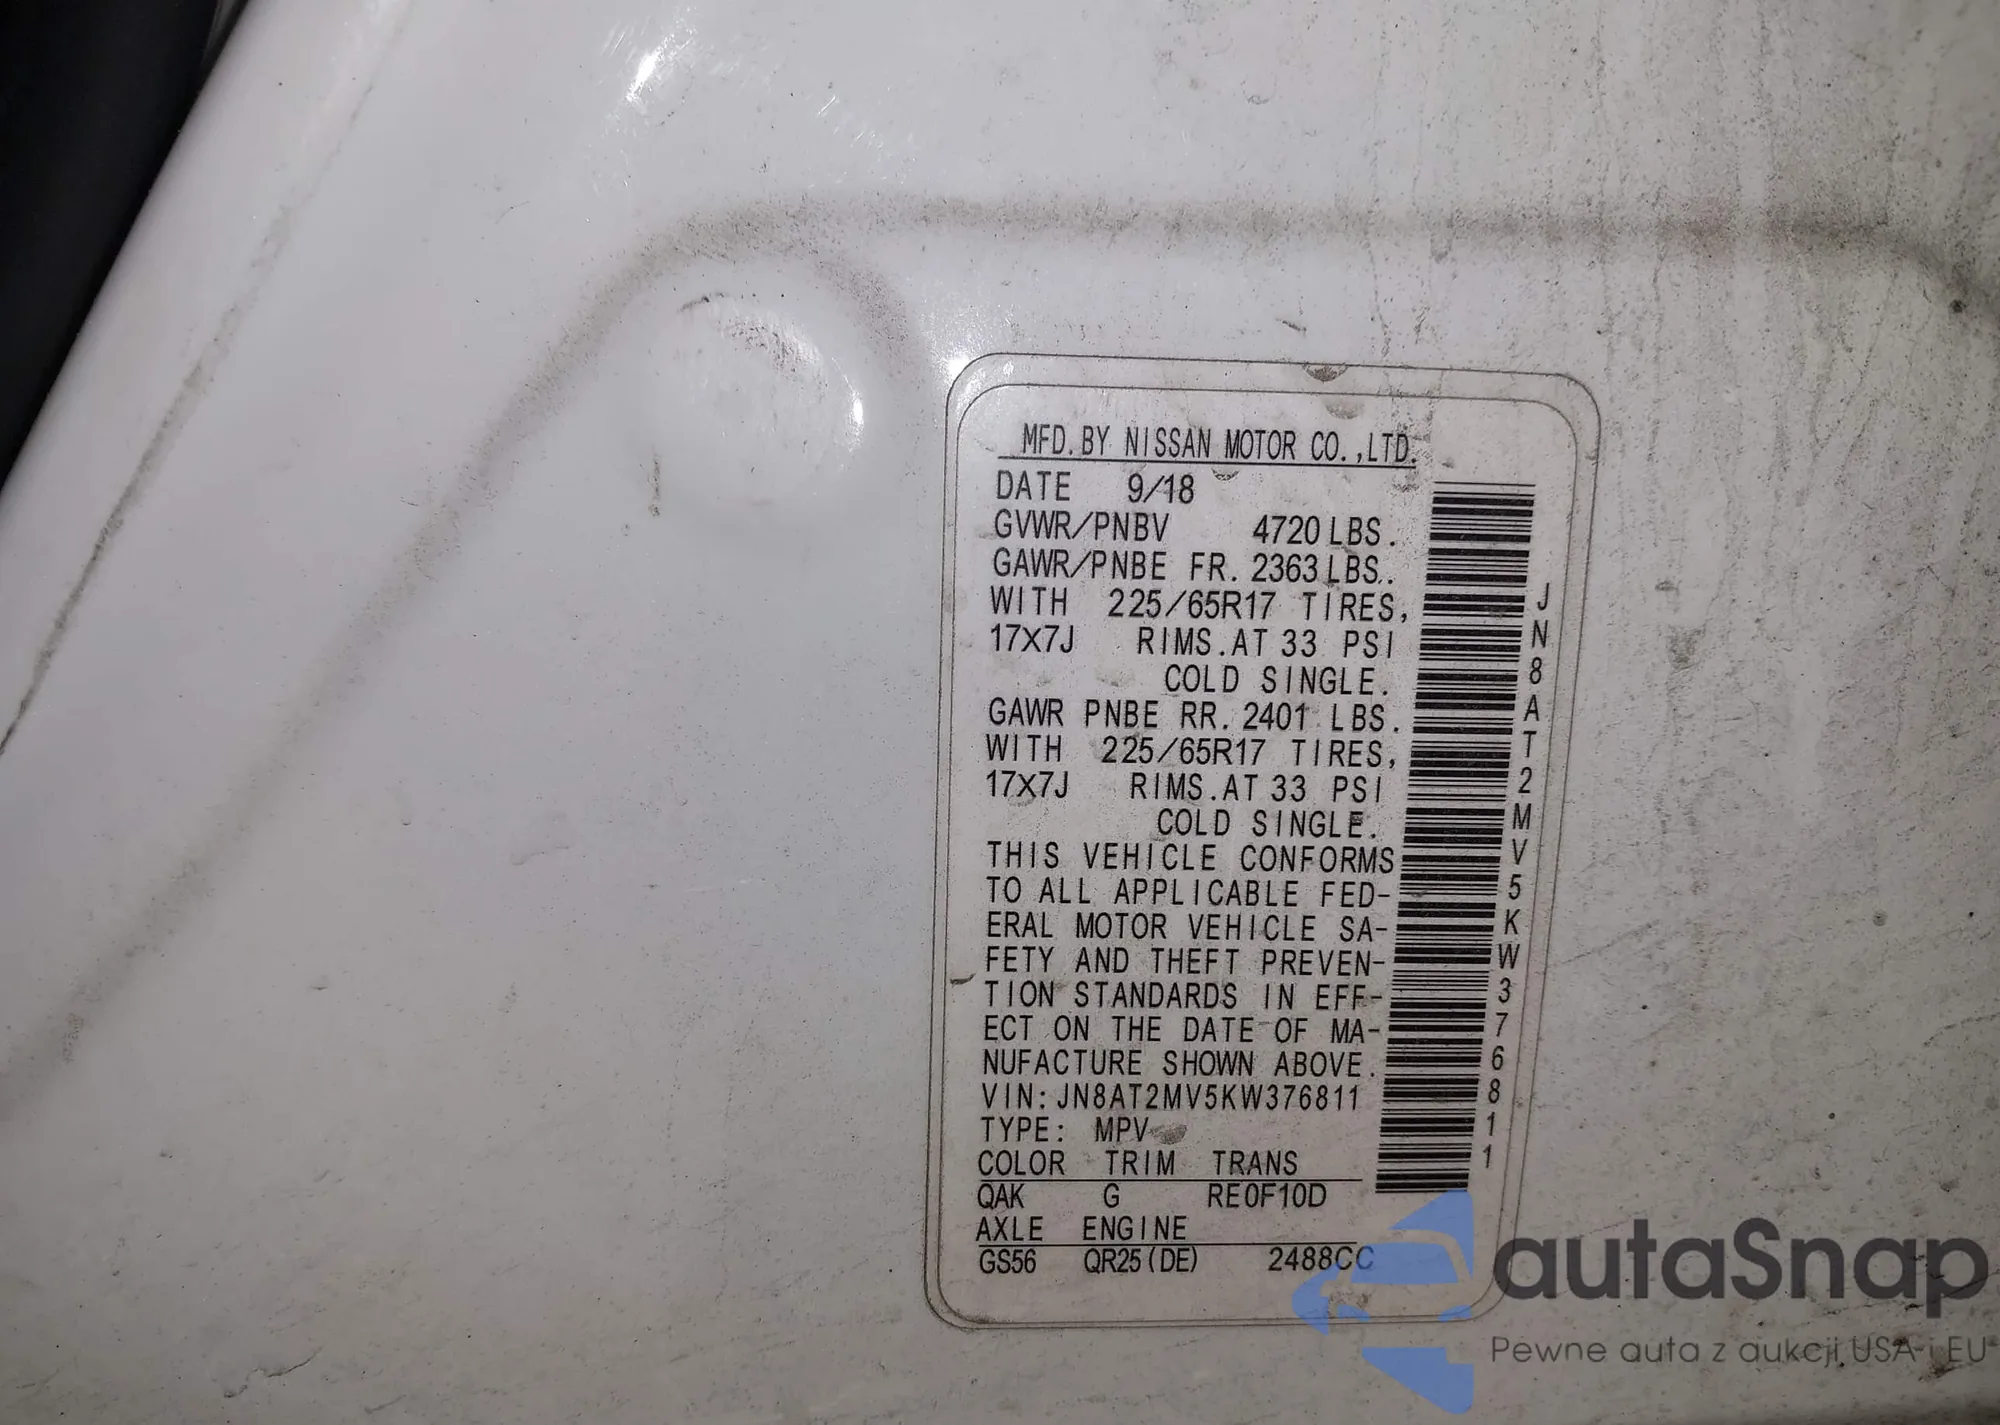 MFD.BY NISSAN MOTOR CO.,LTD.
DATE 9/18
GVWR/PNBV 4720 LBS.
GAWR/PNBE FR. 2363 LBS.
WITH 225/65R17 TIRES,
17X7J RIMS.AT 33 PSI
COLD SINGLE.
GAWR PNBE RR. 2401 LBS.
WITH 225/65R17 TIRES,
17X7J RIMS.AT 33 PSI
COLD SINGLE.
THIS VEHICLE CONFORMS
TO ALL APPLICABLE FED-
ERAL MOTOR VEHICLE SA-
FETY AND THEFT PREVEN-
TION STANDARDS IN EFF-
ECT ON THE DATE OF MA-
NUFACTURE SHOWN ABOVE.
VIN:JN8AT2MV5KW376811
TYPE: MPV
COLOR TRIM TRANS
QAK G RE0F10D
AXLE ENGINE
GS56 QR25(DE) 2488CC
JN8AT2MV5KW376811
autoSnap
Pewne auta z aukcji USA i EU